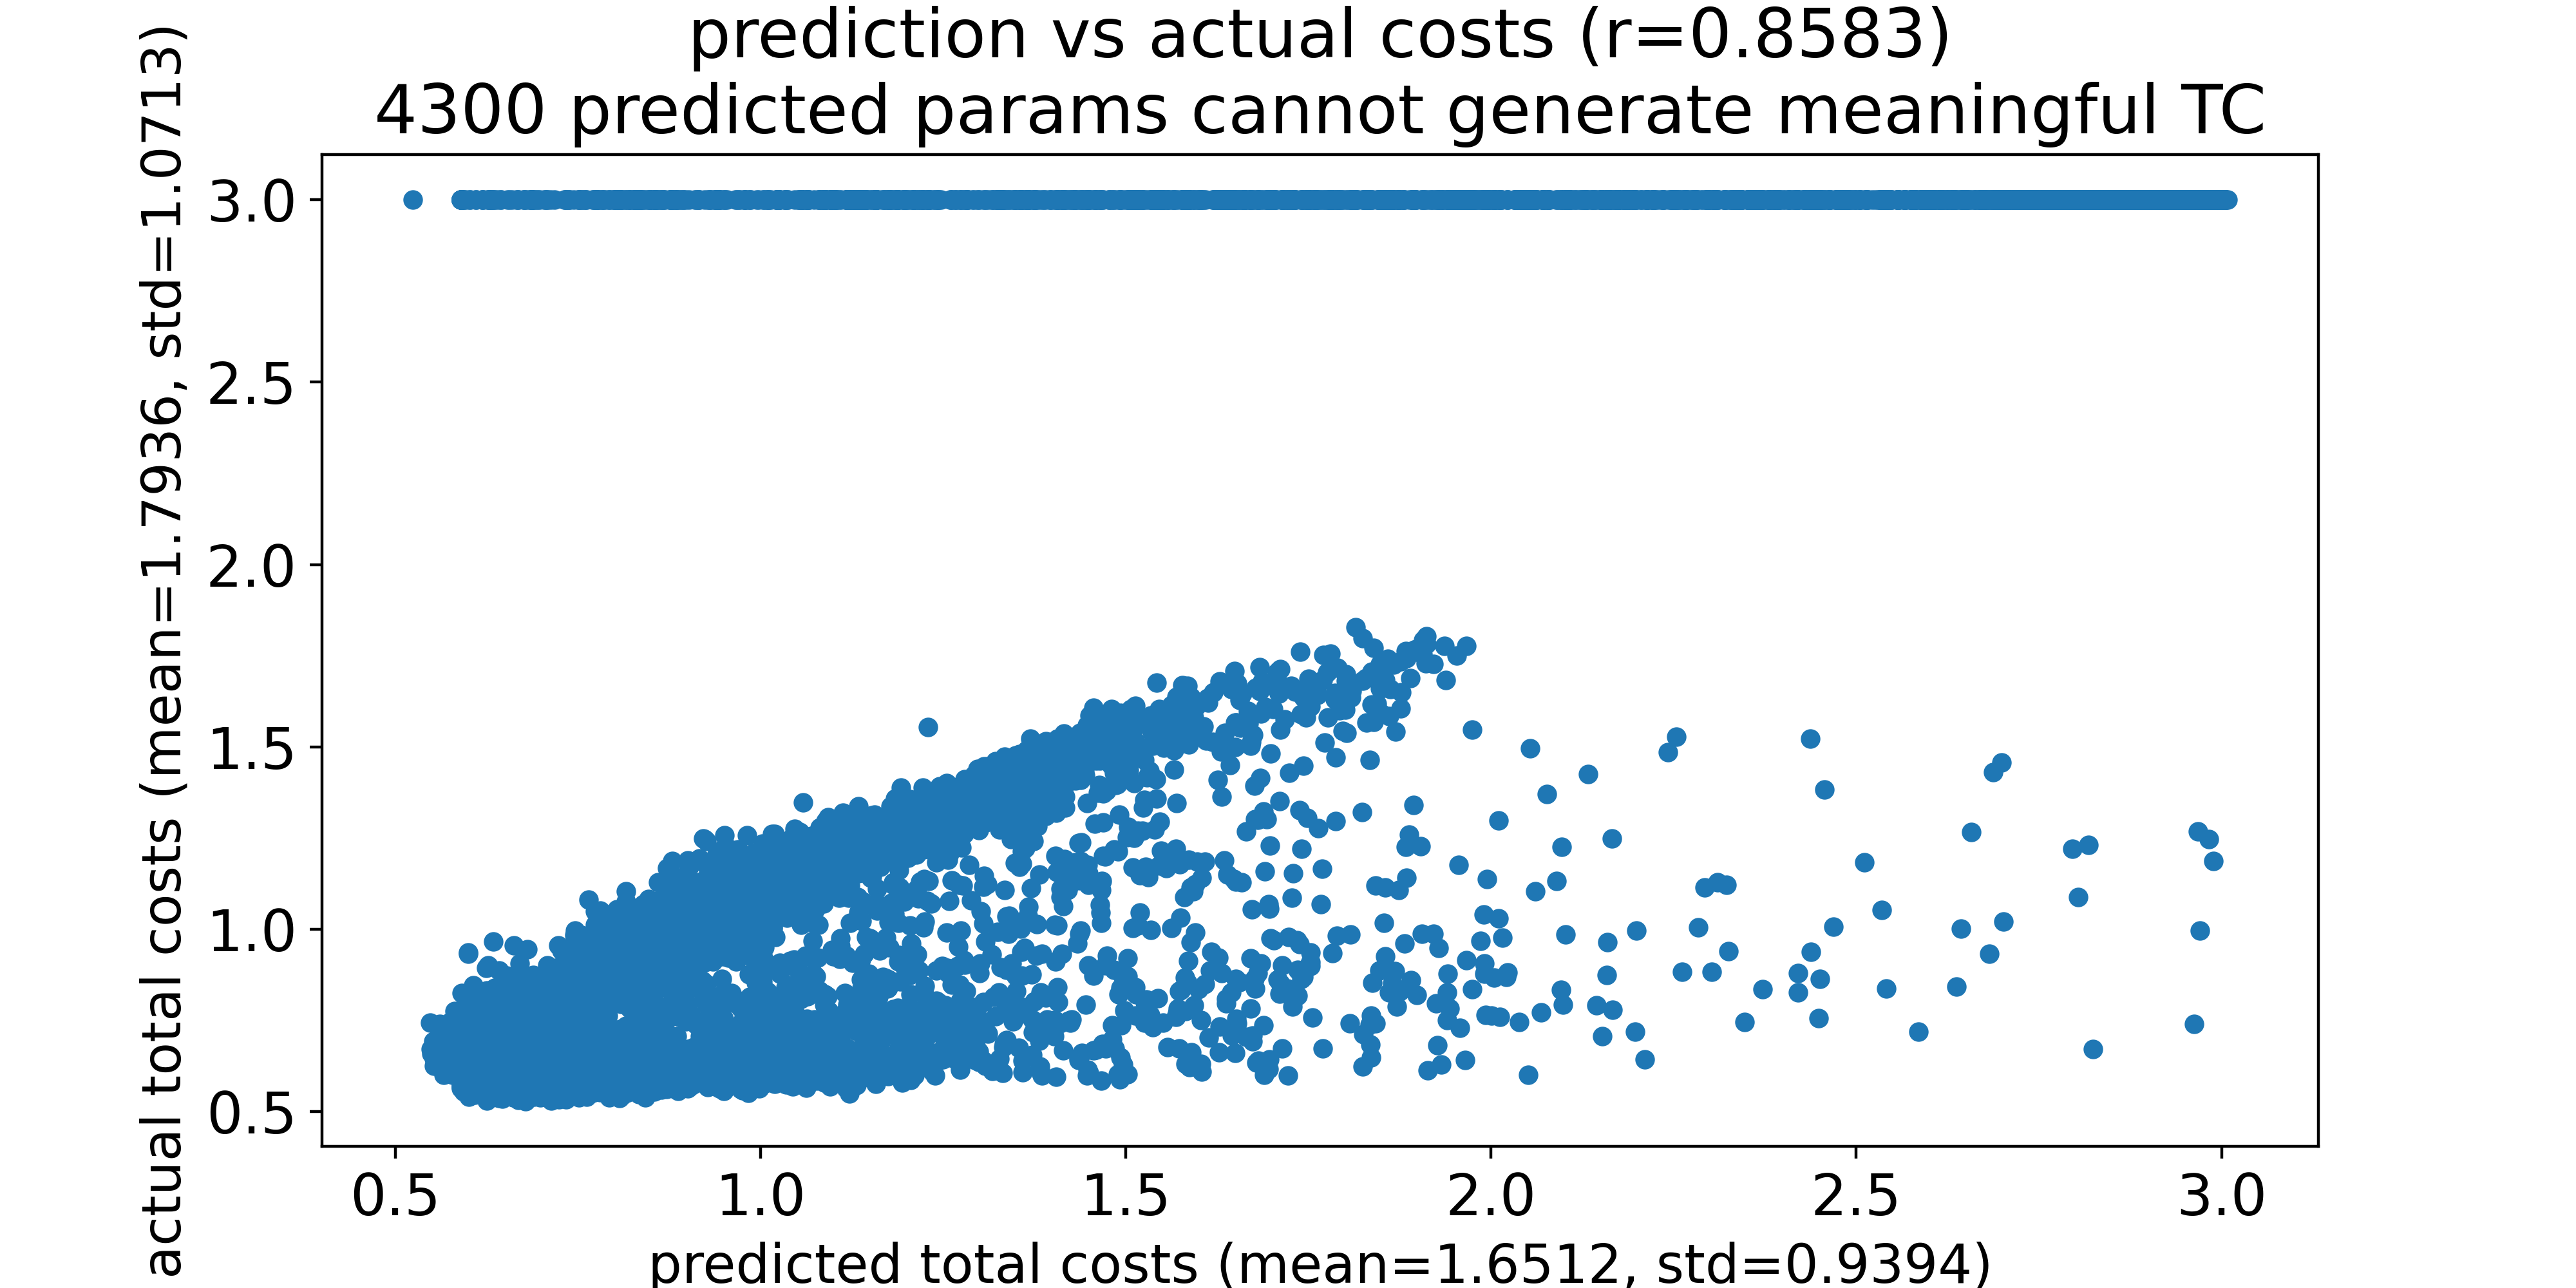 prediction vs actual costs (r=0.8583)
4300 predicted params cannot generate meaningful TC
actual total costs (mean=1.7936, std=1.0713)
3.0
2.5
2.0
1.5
1.0
0.5
0.5 1.0 1.5 2.0 2.5 3.0
predicted total costs (mean=1.6512, std=0.9394)